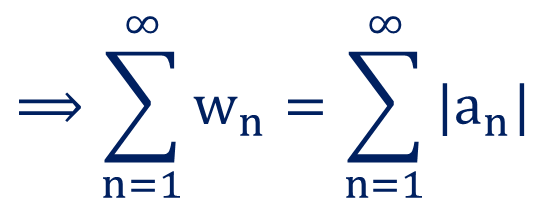 ⟹ ∑_{n=1}^{∞} w_n = ∑_{n=1}^{∞} |a_n|